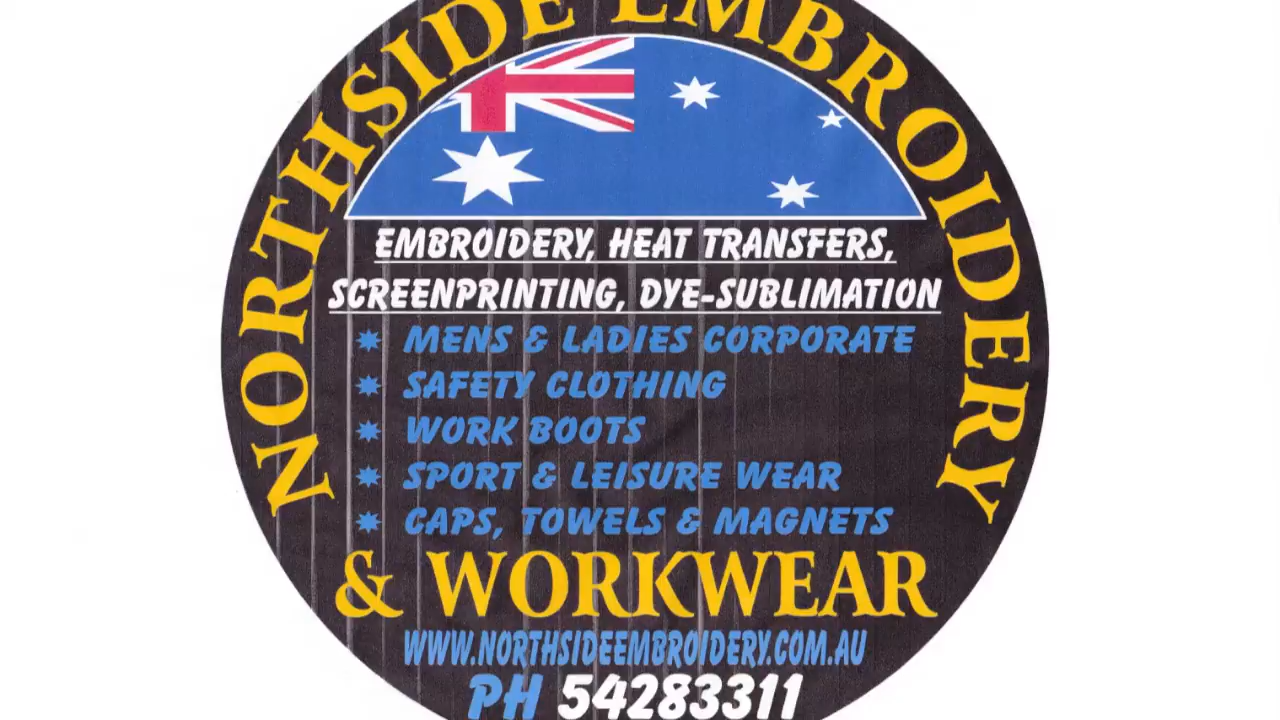 NORTHSIDE EMBROIDERY
EMBROIDERY, HEAT TRANSFERS,
SCREENPRINTING, DYE-SUBLIMATION
MENS & LADIES CORPORATE
SAFETY CLOTHING
WORK BOOTS
SPORT & LEISURE WEAR
CAPS, TOWELS & MAGNETS
& WORKWEAR
WWW.NORTHSIDEEMBROIDERY.COM.AU
PH 54283311